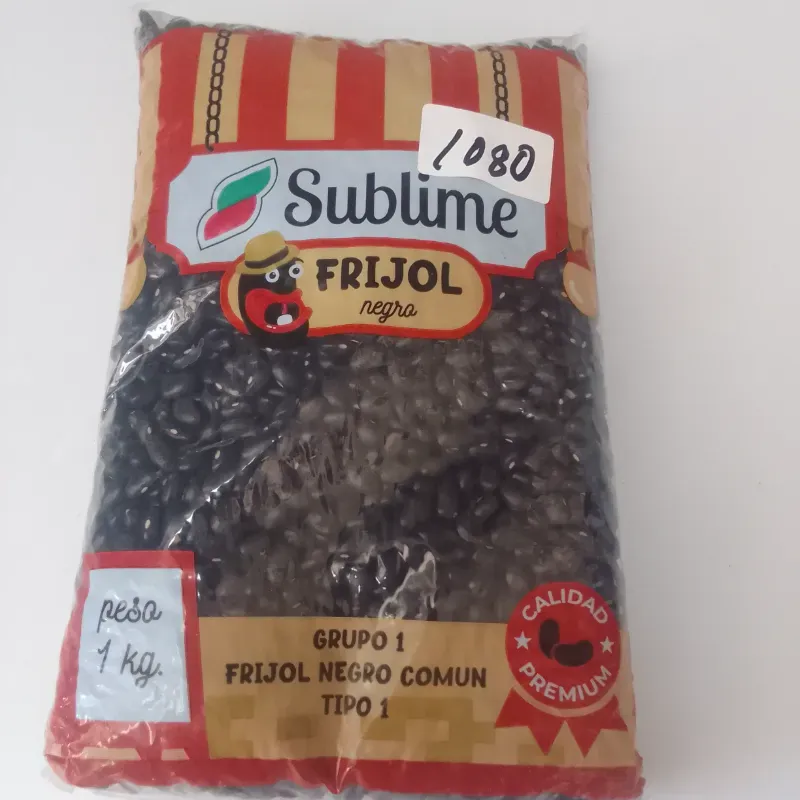 1080
Sublime
FRIJOL
negro
peso
1 kg.
GRUPO 1
FRIJOL NEGRO COMUN
TIPO 1
CALIDAD
PREMIUM